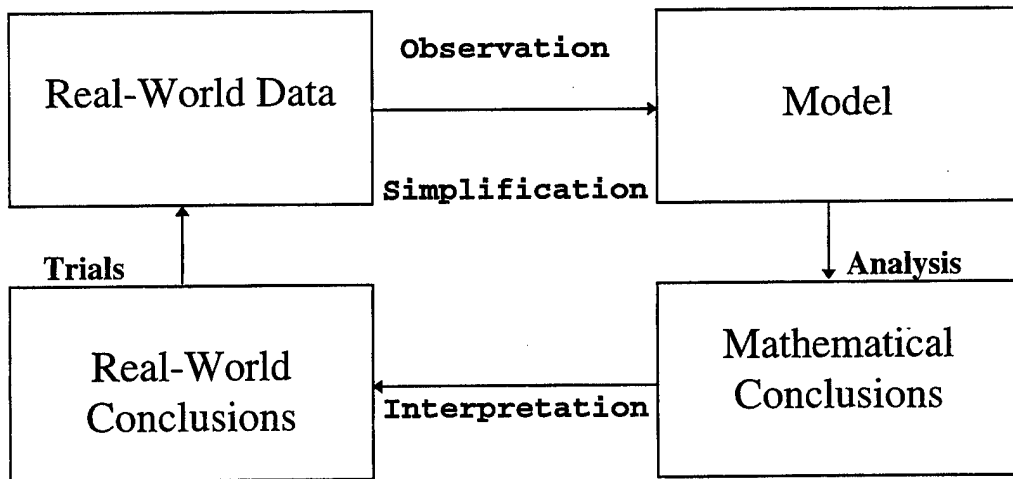 Observation
Real-World Data
Model
Simplification
Trials
Analysis
Real-World
Conclusions
Mathematical
Conclusions
Interpretation